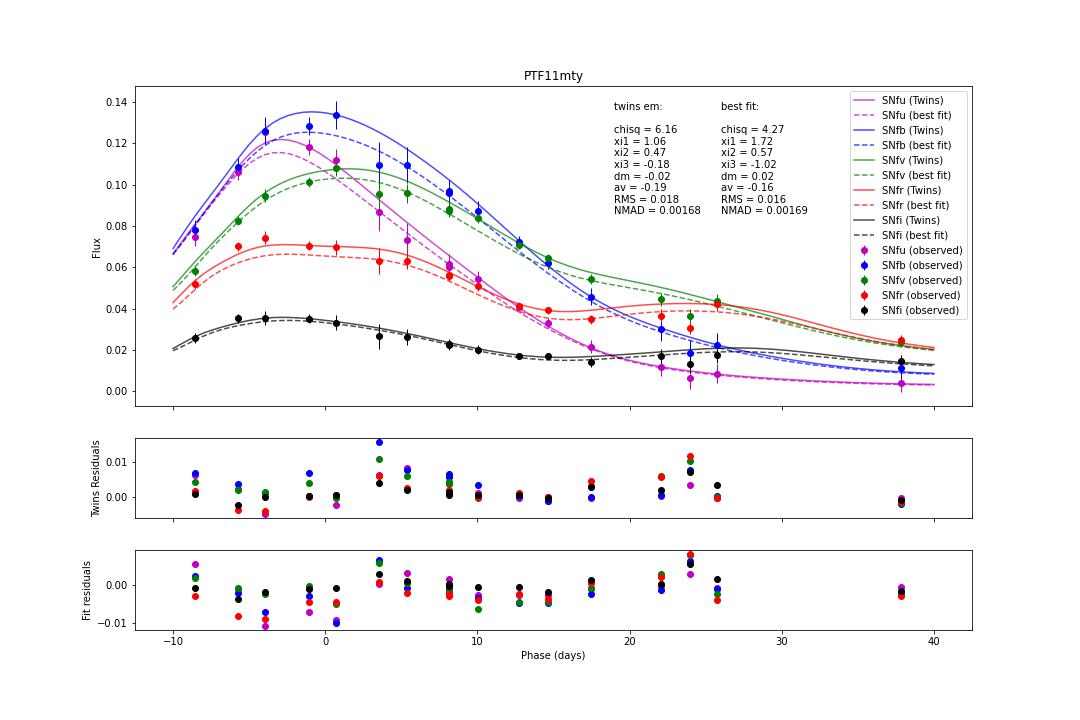 PTF11mty
0.14
0.12
0.10
0.08
0.06
0.04
0.02
0.00
Flux
twins em:
chisq = 6.16
xi1 = 1.06
xi2 = 0.47
xi3 = -0.18
dm = -0.02
av = -0.19
RMS = 0.018
NMAD = 0.00168
best fit:
chisq = 4.27
xi1 = 1.72
xi2 = 0.57
xi3 = -1.02
dm = 0.02
av = -0.16
RMS = 0.016
NMAD = 0.00169
SNfu (Twins)
SNfu (best fit)
SNfb (Twins)
SNfb (best fit)
SNfv (Twins)
SNfv (best fit)
SNfr (Twins)
SNfr (best fit)
SNfi (Twins)
SNfi (best fit)
SNfu (observed)
SNfb (observed)
SNfv (observed)
SNfr (observed)
SNfi (observed)
0.01
0.00
Twins Residuals
0.00
−0.01
Fit residuals
−10
0
10
20
30
40
Phase (days)